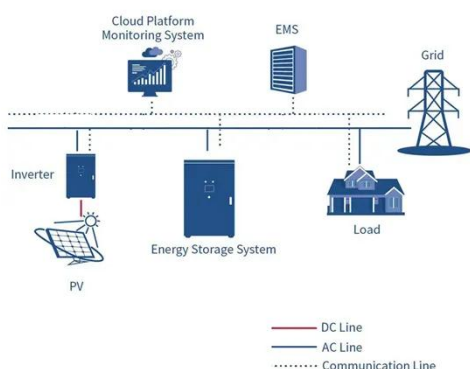 Cloud Platform
Monitoring System
EMS
Grid
Inverter
Energy Storage System
Load
PV
DC Line
AC Line
Communication Line